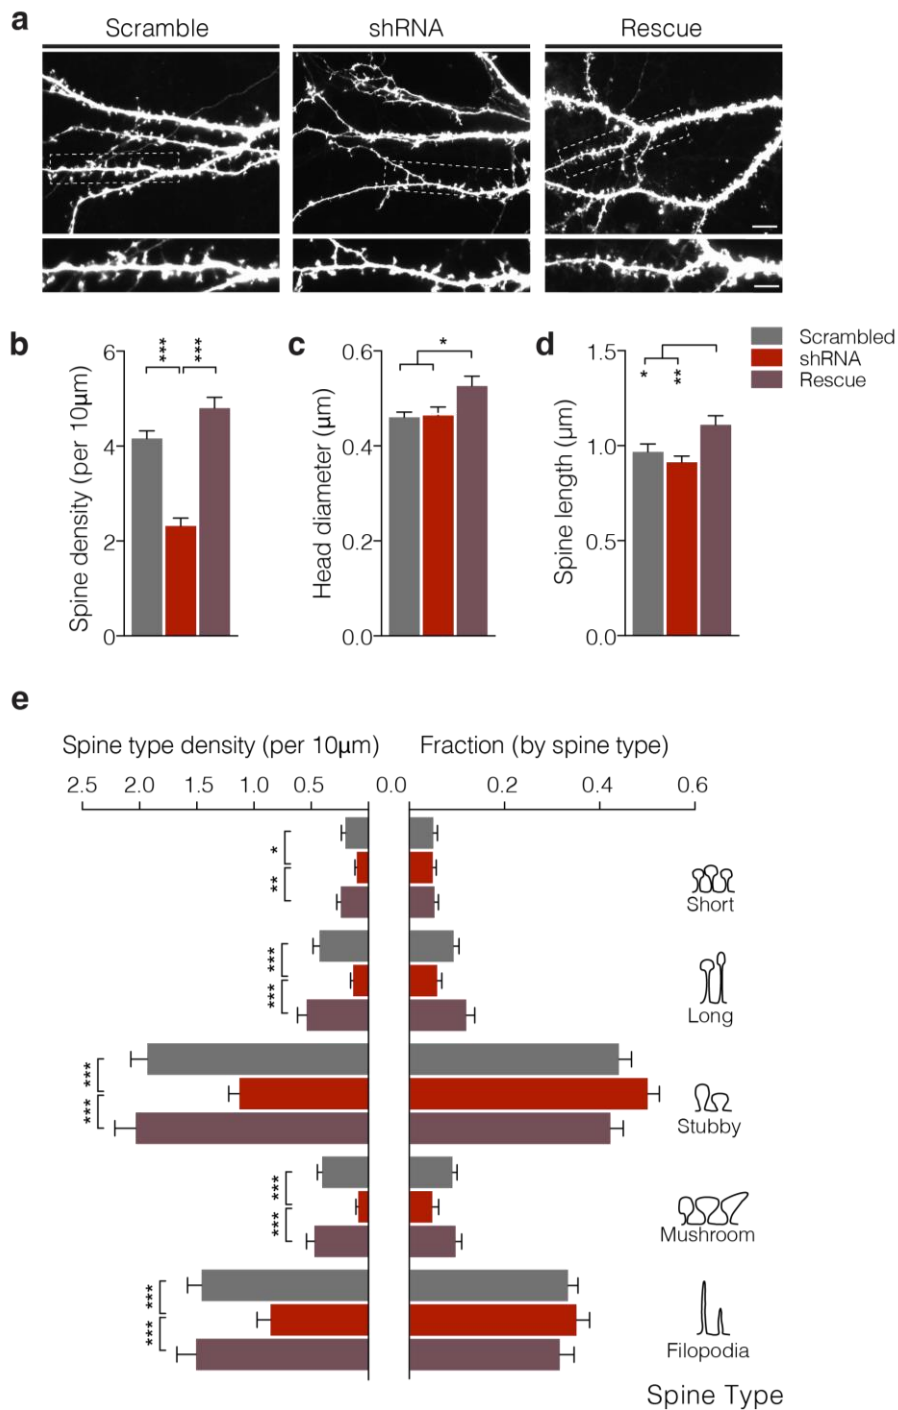 a
Scramble shRNA Rescue
b
Spine density (per 10µm)
6
4
2
0
*** ***
c
Head diameter (µm)
0.6
0.4
0.2
0.0
*
d
Spine length (µm)
1.5
1.0
0.5
0.0
* **
Scrambled
shRNA
Rescue
e
Spine type density (per 10µm) Fraction (by spine type)
2.5 2.0 1.5 1.0 0.5 0.0 0.2 0.4 0.6
*
**
Short
***
***
Long
***
***
Stubby
***
***
Mushroom
***
***
Filopodia
Spine Type